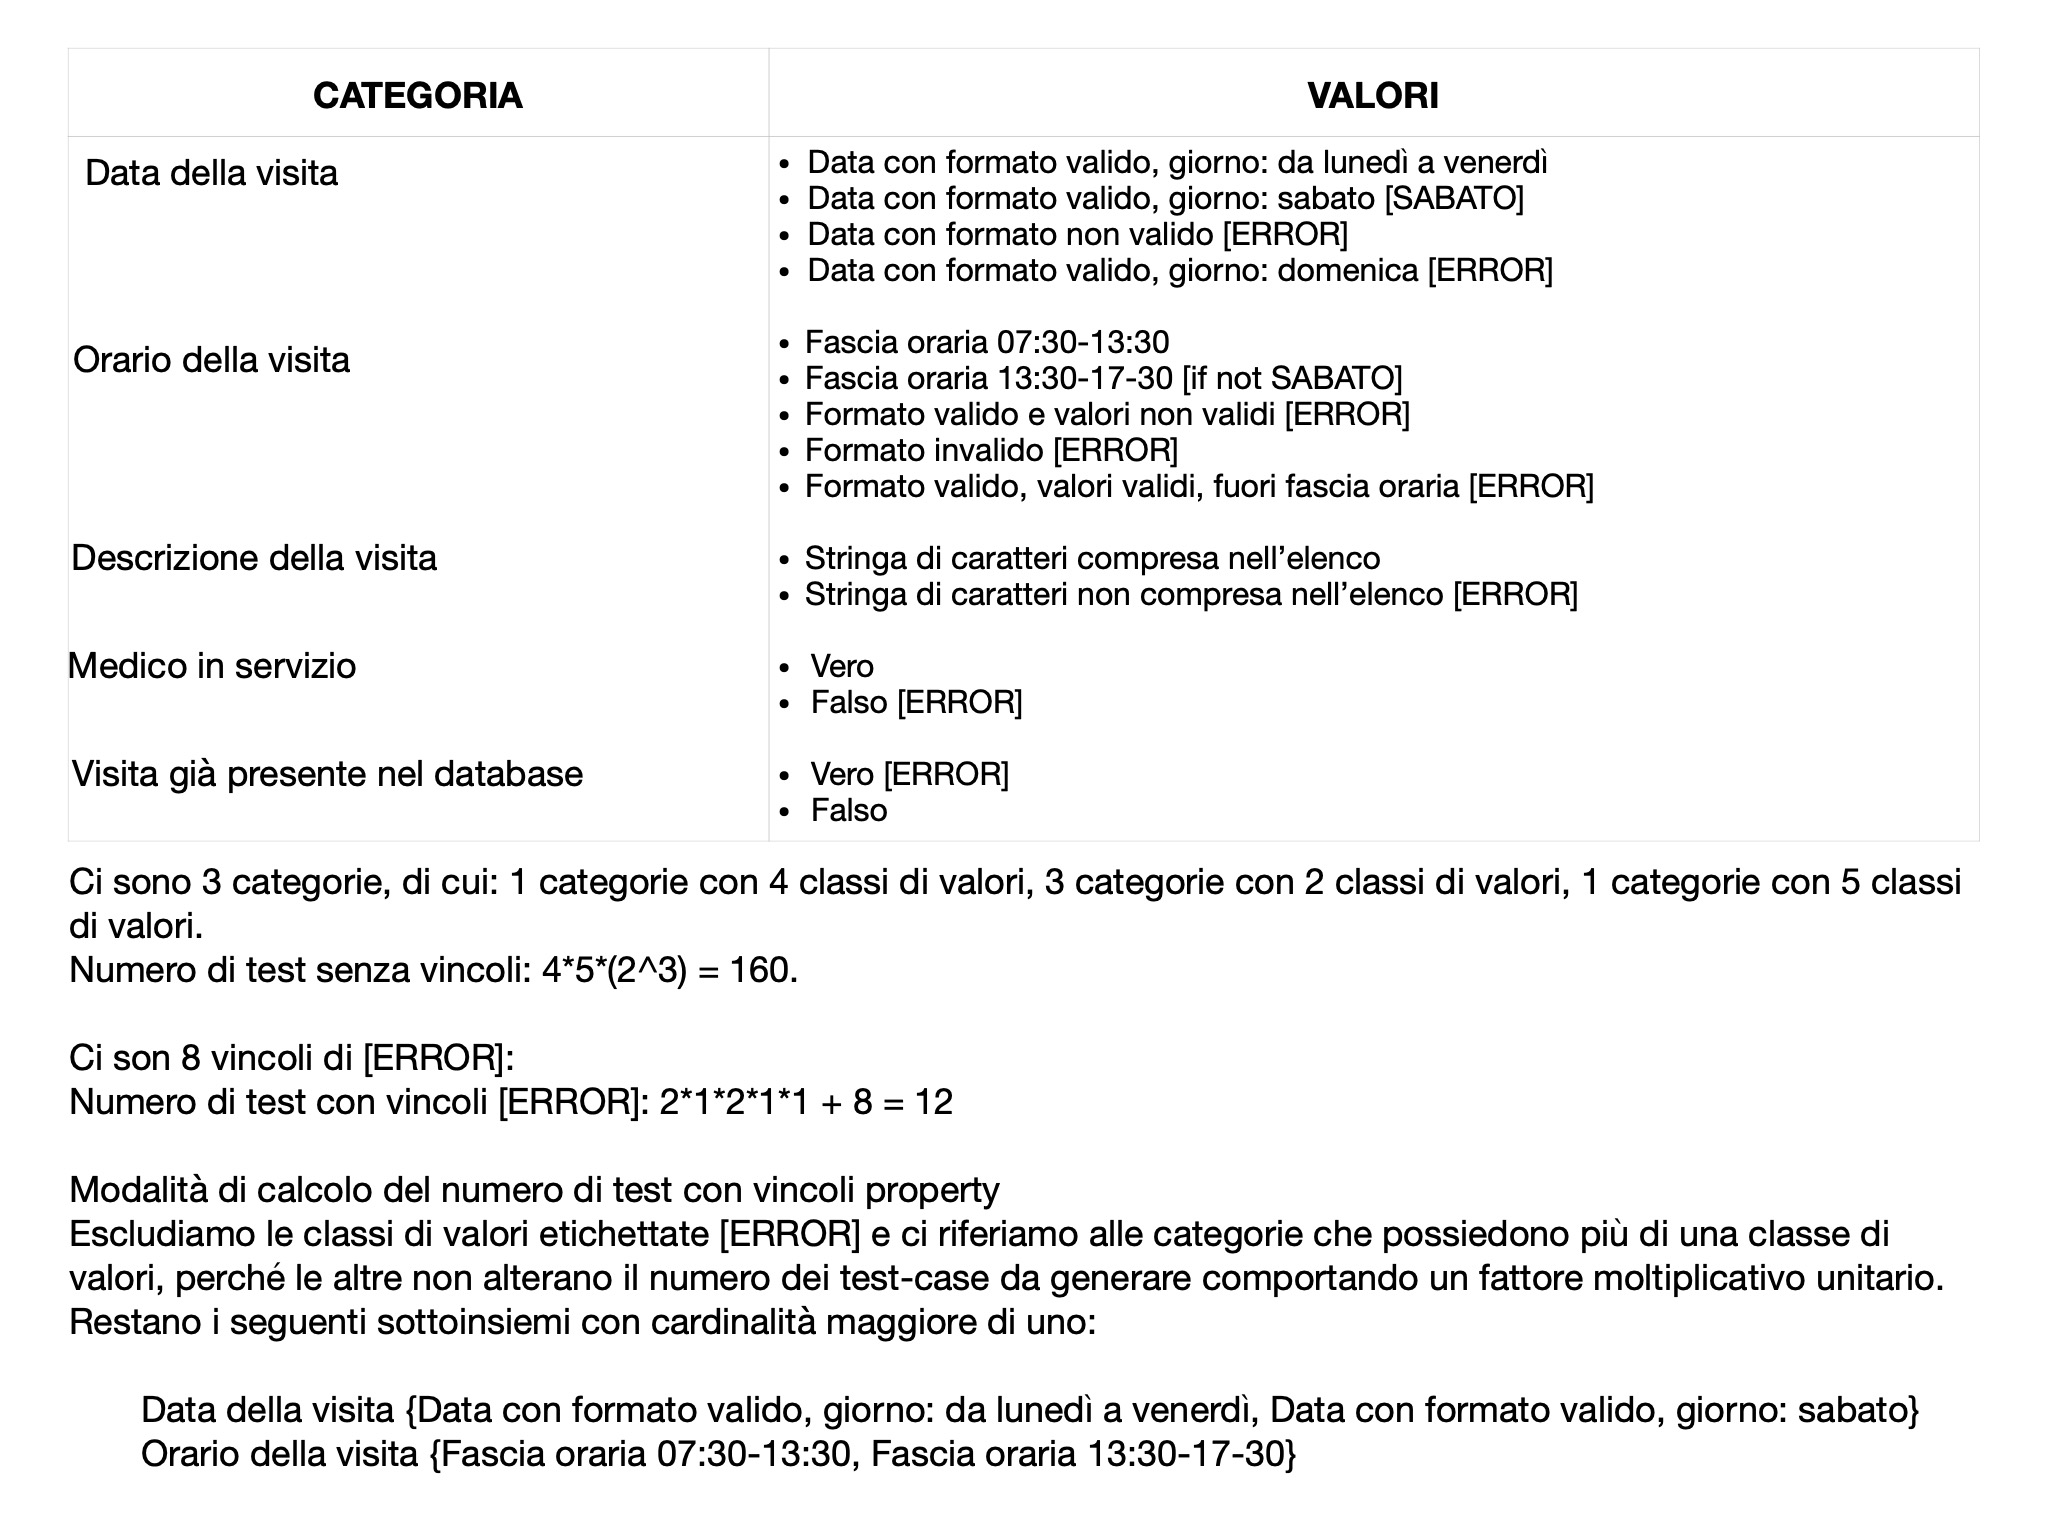 CATEGORIA
VALORI
Data della visita
• Data con formato valido, giorno: da lunedì a venerdì
• Data con formato valido, giorno: sabato [SABATO]
• Data con formato non valido [ERROR]
• Data con formato valido, giorno: domenica [ERROR]
Orario della visita
• Fascia oraria 07:30-13:30
• Fascia oraria 13:30-17-30 [if not SABATO]
• Formato valido e valori non validi [ERROR]
• Formato invalido [ERROR]
• Formato valido, valori validi, fuori fascia oraria [ERROR]
Descrizione della visita
• Stringa di caratteri compresa nell’elenco
• Stringa di caratteri non compresa nell’elenco [ERROR]
Medico in servizio
• Vero
• Falso [ERROR]
Visita già presente nel database
• Vero [ERROR]
• Falso
Ci sono 3 categorie, di cui: 1 categorie con 4 classi di valori, 3 categorie con 2 classi di valori, 1 categorie con 5 classi
di valori.
Numero di test senza vincoli: 4*5*(2^3) = 160.
Ci son 8 vincoli di [ERROR]:
Numero di test con vincoli [ERROR]: 2*1*2*1*1 + 8 = 12
Modalità di calcolo del numero di test con vincoli property
Escludiamo le classi di valori etichettate [ERROR] e ci riferiamo alle categorie che possiedono più di una classe di
valori, perché le altre non alterano il numero dei test-case da generare comportando un fattore moltiplicativo unitario.
Restano i seguenti sottoinsiemi con cardinalità maggiore di uno:
Data della visita {Data con formato valido, giorno: da lunedì a venerdì, Data con formato valido, giorno: sabato}
Orario della visita {Fascia oraria 07:30-13:30, Fascia oraria 13:30-17-30}